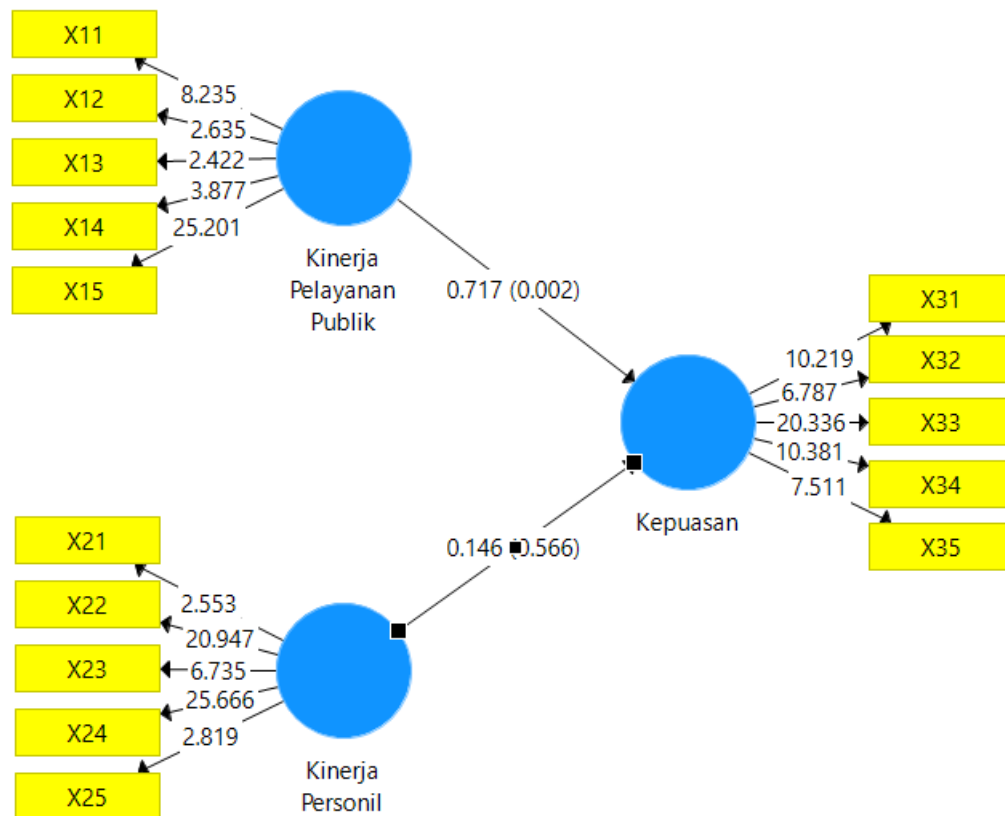 X11
X12
X13
X14
X15
8.235
2.635
2.422
3.877
25.201
Kinerja
Pelayanan
Publik
0.717 (0.002)
X31
X32
X33
X34
X35
10.219
6.787
20.336
10.381
7.511
Kepuasan
0.146 (0.566)
X21
X22
X23
X24
X25
2.553
20.947
6.735
25.666
2.819
Kinerja
Personil